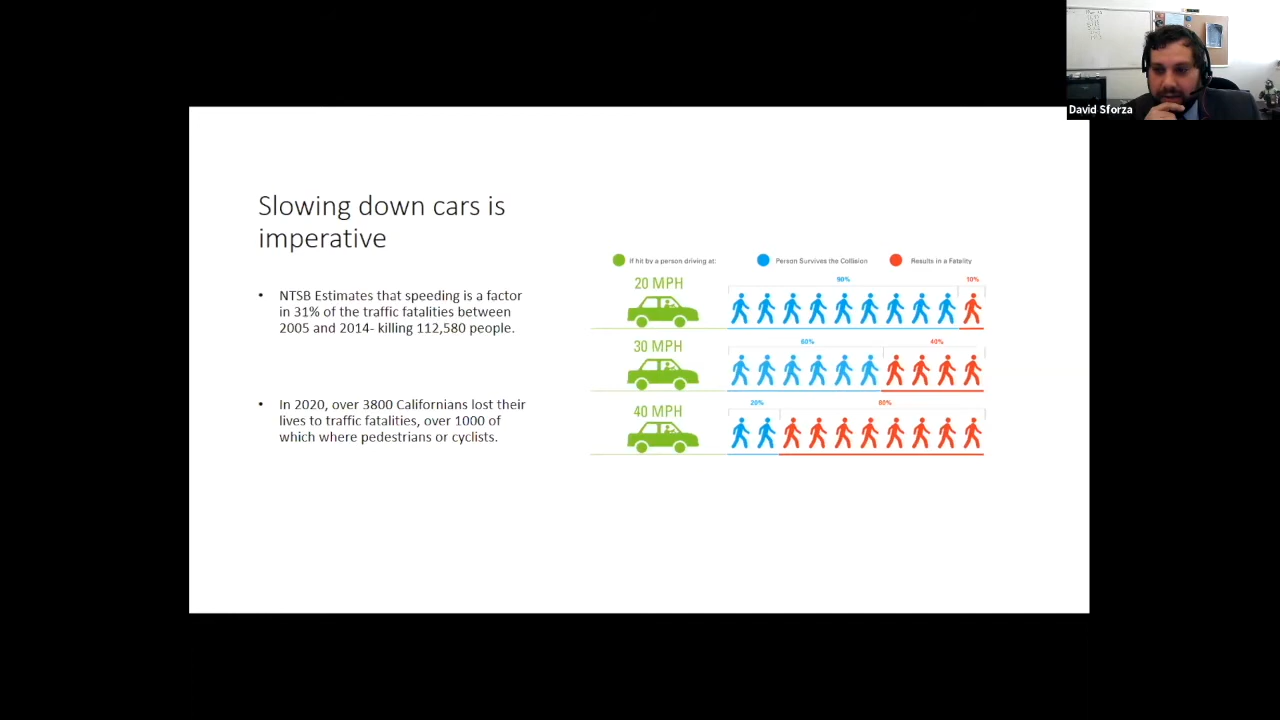 David Sforza
Slowing down cars is
imperative
• NTSB Estimates that speeding is a factor
in 31% of the traffic fatalities between
2005 and 2014- killing 112,580 people.
• In 2020, over 3800 Californians lost their
lives to traffic fatalities, over 1000 of
which where pedestrians or cyclists.
If hit by a person driving at: Person Survives the Collision Results in a Fatality
20 MPH 90% 10%
30 MPH 60% 40%
40 MPH 20% 80%